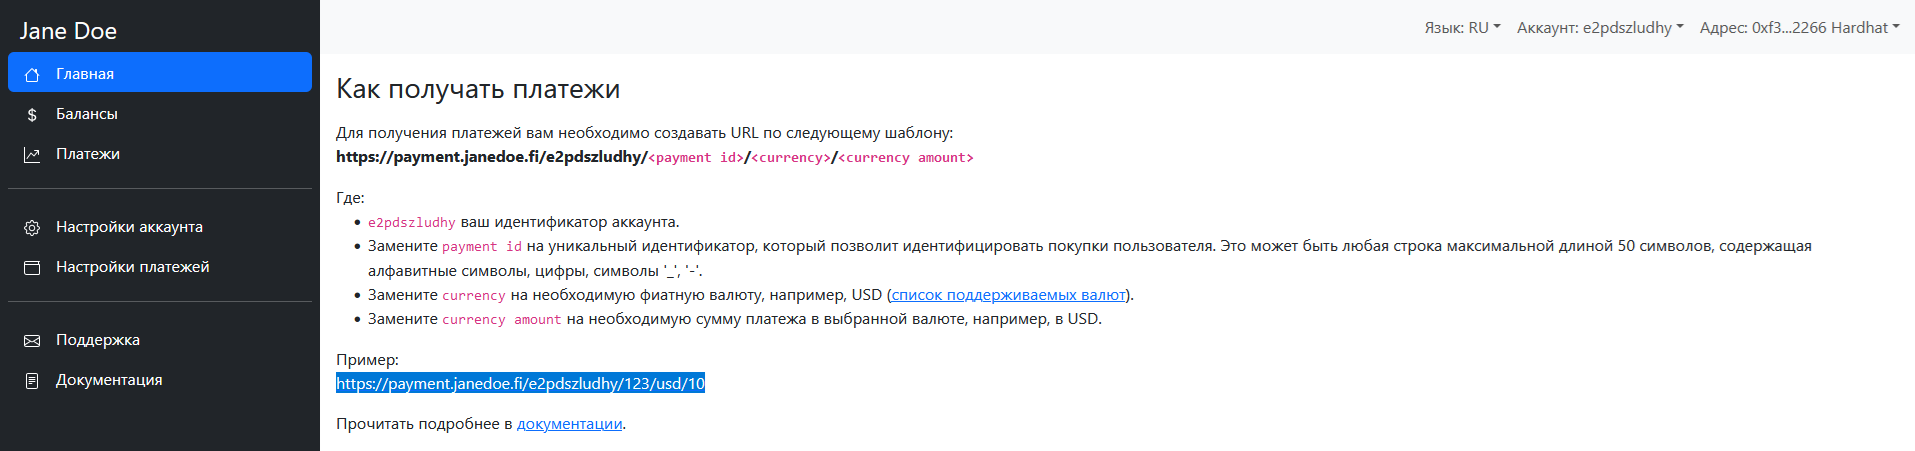 Jane Doe
Язык: RU
Аккаунт: e2pdszludhy
Адрес: 0xf3...2266 Hardhat
Главная
Балансы
Платежи
Настройки аккаунта
Настройки платежей
Поддержка
Документация
Как получать платежи
Для получения платежей вам необходимо создавать URL по следующему шаблону:
https://payment.janedoe.fi/e2pdszludhy/<payment id>/<currency>/<currency amount>
Где:
• e2pdszludhy ваш идентификатор аккаунта.
• Замените payment id на уникальный идентификатор, который позволит идентифицировать покупки пользователя. Это может быть любая строка максимальной длиной 50 символов, содержащая
алфавитные символы, цифры, символы '_', '-'.
• Замените currency на необходимую фиатную валюту, например, USD (список поддерживаемых валют).
• Замените currency amount на необходимую сумму платежа в выбранной валюте, например, в USD.
Пример:
https://payment.janedoe.fi/e2pdszludhy/123/usd/10
Прочитать подробнее в документации.